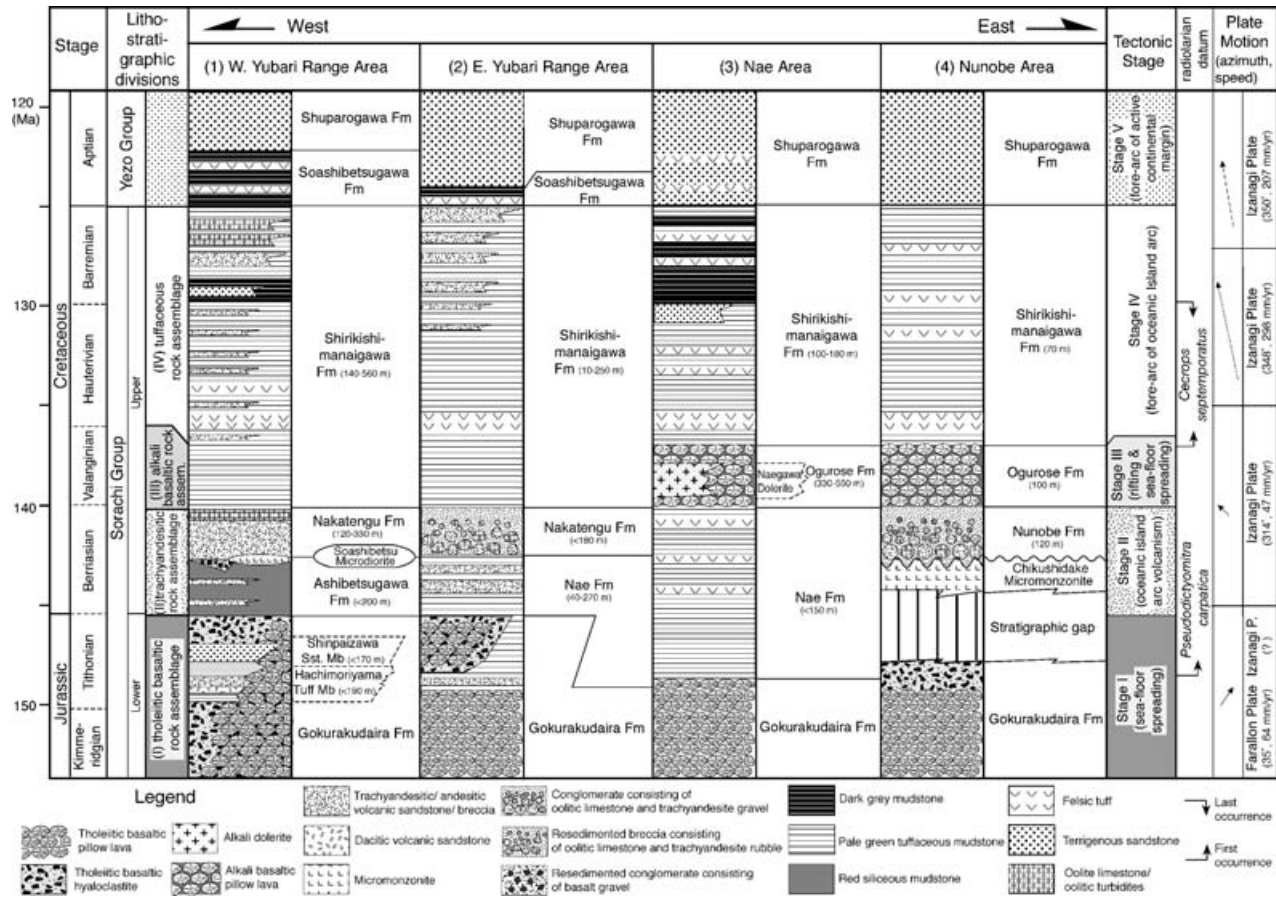 Stage
Litho-
strati-
graphic
divisions
West
East
(1) W. Yubari Range Area
(2) E. Yubari Range Area
(3) Nae Area
(4) Nunobe Area
Tectonic
Stage
radiolarian
datum
Plate
Motion
(azimuth,
speed)
120
(Ma)
130
140
150
Cretaceous
Jurassic
Aptian
Barremian
Hauterivian
Valanginian
Berriasian
Tithonian
Kimme-
ridgian
Yezo Group
Sorachi Group
Upper
Lower
(IV) tuffaceous
rock assemblage
(III) alkali
basaltic rock
assem.
(II)trachyandesitic
rock assemblage
(I) tholeiitic basaltic
rock assemblage
Shuparogawa Fm
Soashibetsugawa
Fm
Shirikishi-
manaigawa
Fm (140-560 m)
Nakatengu Fm
(120-330 m)
Soashibetsu
Microdiorite
Ashibetsugawa
Fm (<200 m)
Shinpaizawa
Sst. Mb (<170 m)
Hachimoriyama
Tuff Mb (<190 m)
Gokurakudaira Fm
Shuparogawa
Fm
Soashibetsugawa
Fm
Shirikishi-
manaigawa
Fm (10-250 m)
Nakatengu Fm
(<180 m)
Nae Fm
(40-270 m)
Gokurakudaira Fm
Shuparogawa
Fm
Shirikishi-
manaigawa
Fm (100-180 m)
Naegawa
Dolerite
Ogurose Fm
(330-550 m)
Nae Fm
(<150 m)
Gokurakudaira Fm
Shuparogawa
Fm
Shirikishi-
manaigawa
Fm (70 m)
Ogurose Fm
(100 m)
Nunobe Fm
(120 m)
Chikushidake
Micromonzonite
Stratigraphic gap
Gokurakudaira Fm
Stage V
(fore-arc of active
continental
margin)
Stage IV
(fore-arc of oceanic Island arc)
Stage III
(rifting &
sea-floor
spreading)
Stage II
(oceanic island
arc volcanism)
Stage I
(sea-floor
spreading)
Cecrops
septemporatus
Pseudodictyomitra
carpatica
Izanagi Plate
(350°, 207 mm/yr)
Izanagi Plate
(348°, 298 mm/yr)
Izanagi Plate
(314°, 47 mm/yr)
Izanagi P.
(?)
Farallon Plate
(35°, 64 mm/yr)
Legend
Tholeiitic basaltic
pillow lava
Tholeiitic basaltic
hyaloclastite
Alkali dolerite
Alkali basaltic
pillow lava
Trachyandesitic/ andesitic
volcanic sandstone/ breccia
Dacitic volcanic sandstone
Micromonzonite
Conglomerate consisting of
oolitic limestone and trachyandesite gravel
Resedimented breccia consisting
of oolitic limestone and trachyandesite rubble
Resedimented conglomerate consisting
of basalt gravel
Dark grey mudstone
Pale green tuffaceous mudstone
Red siliceous mudstone
Felsic tuff
Terrigenous sandstone
Oolite limestone/
oolitic turbidites
Last
occurrence
First
occurrence